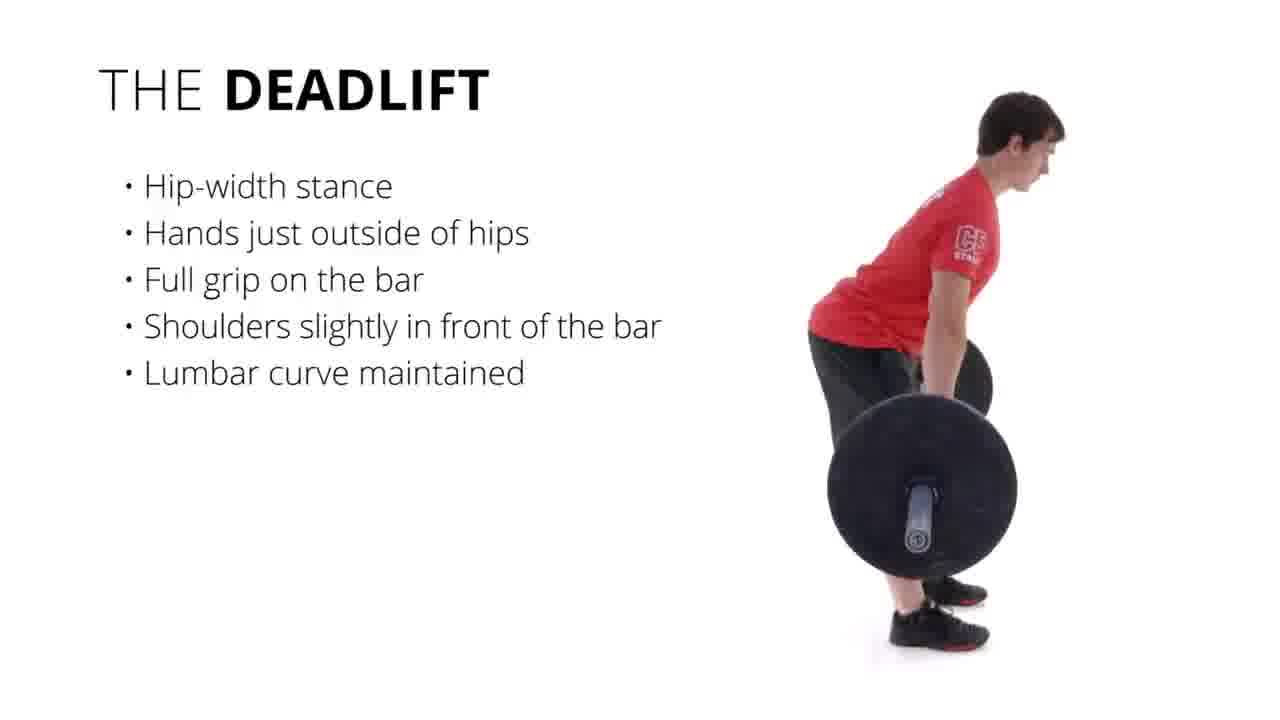 THE DEADLIFT
• Hip-width stance
• Hands just outside of hips
• Full grip on the bar
• Shoulders slightly in front of the bar
• Lumbar curve maintained